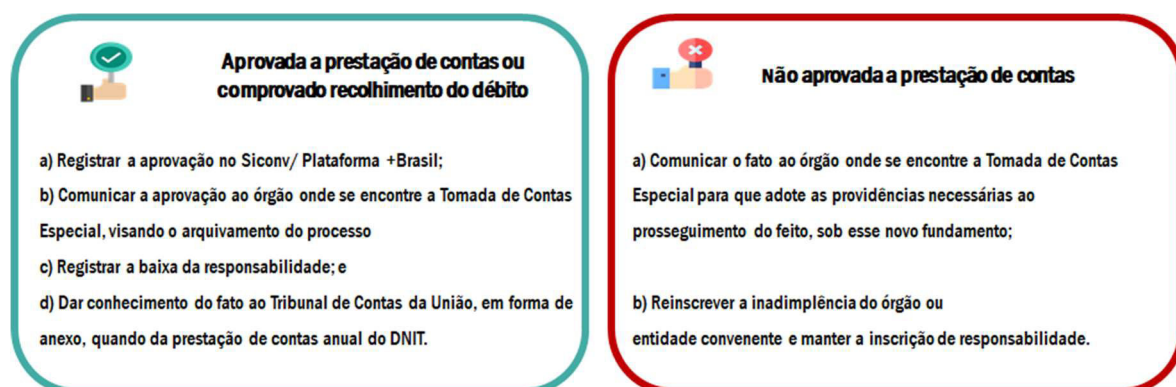 Aprovada a prestação de contas ou
comprovado recolhimento do débito
a) Registrar a aprovação no Siconv/ Plataforma +Brasil;
b) Comunicar a aprovação ao órgão onde se encontre a Tomada de Contas
Especial, visando o arquivamento do processo
c) Registrar a baixa da responsabilidade; e
d) Dar conhecimento do fato ao Tribunal de Contas da União, em forma de
anexo, quando da prestação de contas anual do DNIT.
Não aprovada a prestação de contas
a) Comunicar o fato ao órgão onde se encontre a Tomada de Contas
Especial para que adote as providências necessárias ao
prosseguimento do feito, sob esse novo fundamento;
b) Reinscrever a inadimplência do órgão ou
entidade convenente e manter a inscrição de responsabilidade.